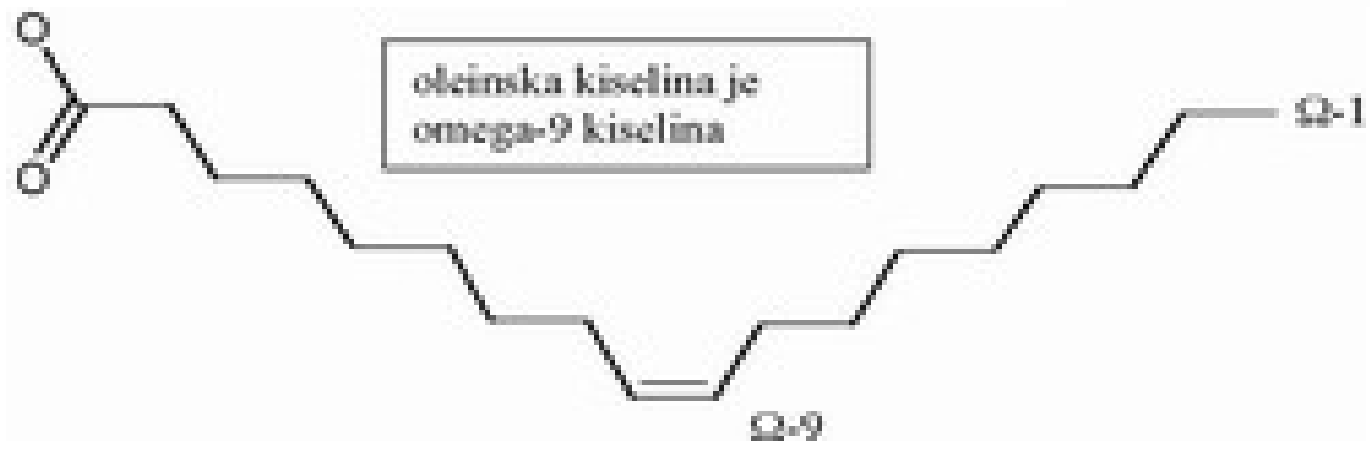 O
oleinska kiselina je
omega-9 kiselina
Ω-1
O
Ω-9